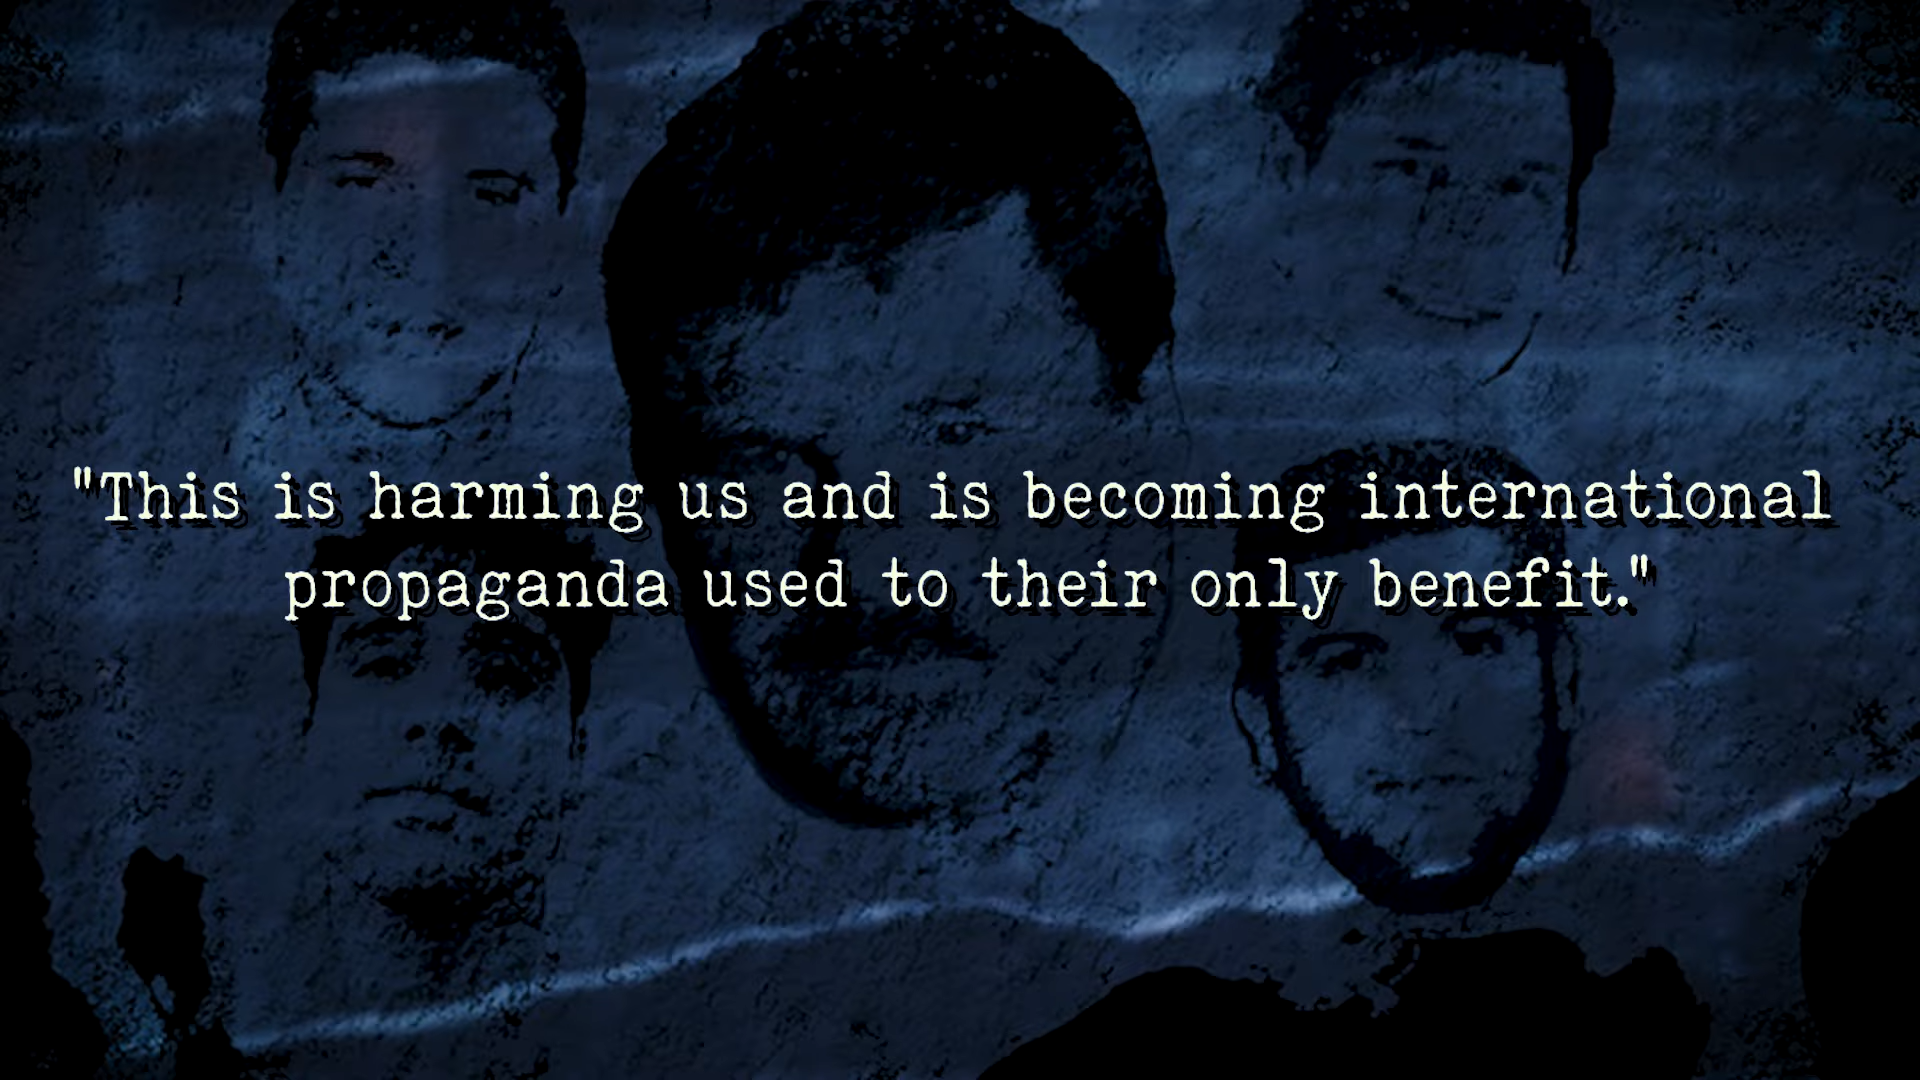 "This is harming us and is becoming international
propaganda used to their only benefit."